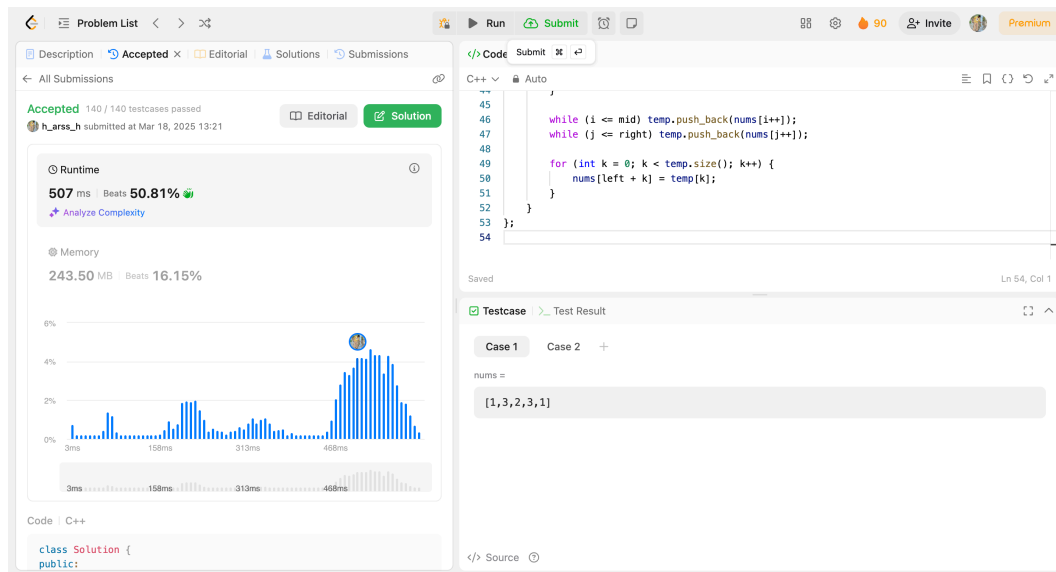 Problem List
Run
Submit
90
Invite
Premium
Description
Accepted
Editorial
Solutions
Submissions
All Submissions
Accepted 140 / 140 testcases passed
h_arss_h submitted at Mar 18, 2025 13:21
Editorial
Solution
Runtime
507 ms Beats 50.81%
Analyze Complexity
Memory
243.50 MB Beats 16.15%
6%
4%
2%
0%
3ms 158ms 313ms 468ms
3ms 158ms 313ms 468ms
Code C++
class Solution {
public:
</> Code
Submit ⌘ ↵
C++ Auto
44 }
45
46 while (i <= mid) temp.push_back(nums[i++]);
47 while (j <= right) temp.push_back(nums[j++]);
48
49 for (int k = 0; k < temp.size(); k++) {
50 nums[left + k] = temp[k];
51 }
52 }
53 };
54
Saved
Ln 54, Col 1
Testcase
Test Result
Case 1 Case 2 +
nums =
[1,3,2,3,1]
</> Source